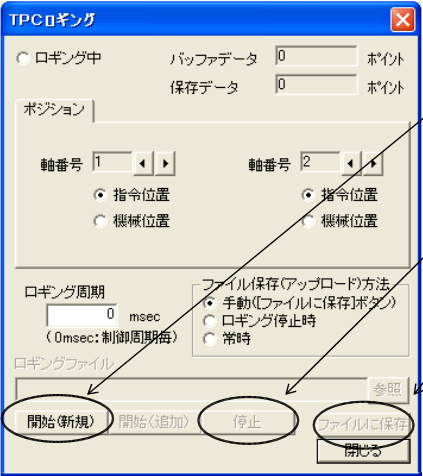 TPCロギング
ロギング中 バッファデータ 0 ポイント
保存データ 0 ポイント
ポジション
軸番号 1 軸番号 2
指令位置 指令位置
機械位置 機械位置
ロギング周期 ファイル保存(アップロード)方法
0 msec 手動([ファイルに保存]ボタン)
(0msec:制御周期毎) ロギング停止時
常時
ロギングファイル
参照
開始(新規) 開始(追加) 停止 ファイルに保存
閉じる